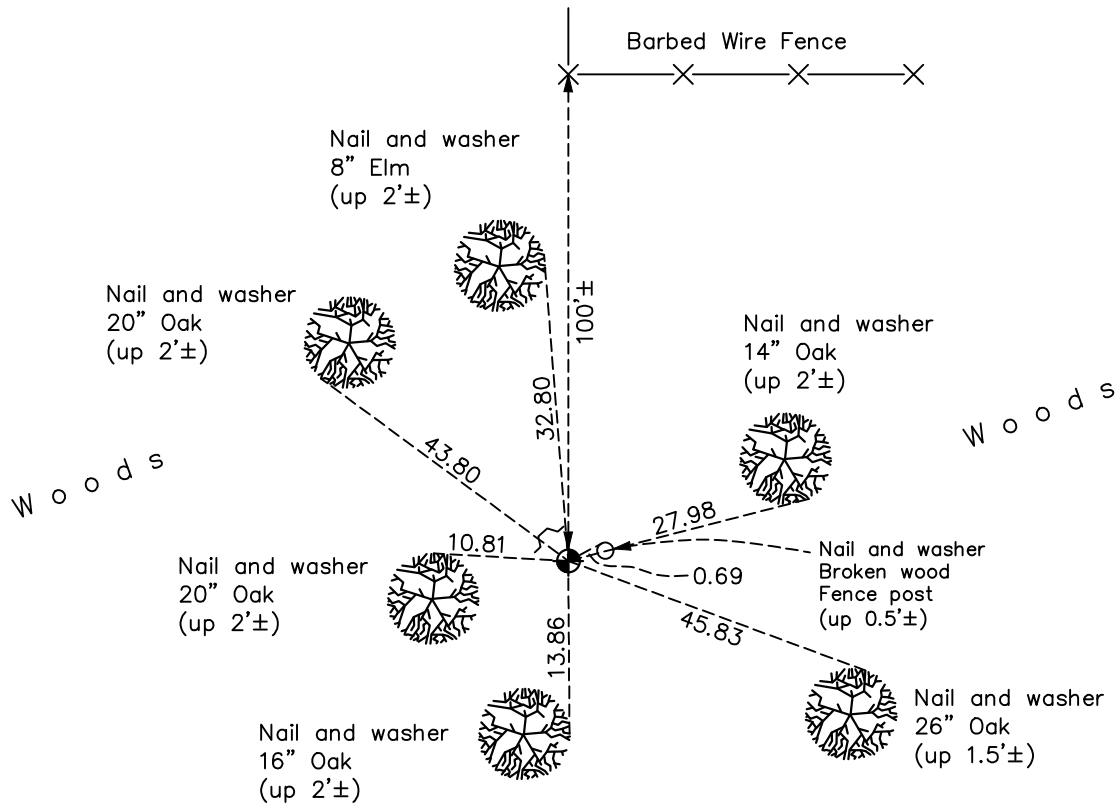 Barbed Wire Fence
Nail and washer
8” Elm
(up 2'±)
100'±
Nail and washer
20” Oak
(up 2'±)
Nail and washer
14” Oak
(up 2'±)
32.80
43.80
Woods
Woods
27.98
10.81
Nail and washer
Broken wood
Fence post
(up 0.5'±)
0.69
Nail and washer
20” Oak
(up 2'±)
45.83
13.86
Nail and washer
26” Oak
(up 1.5'±)
Nail and washer
16” Oak
(up 2'±)